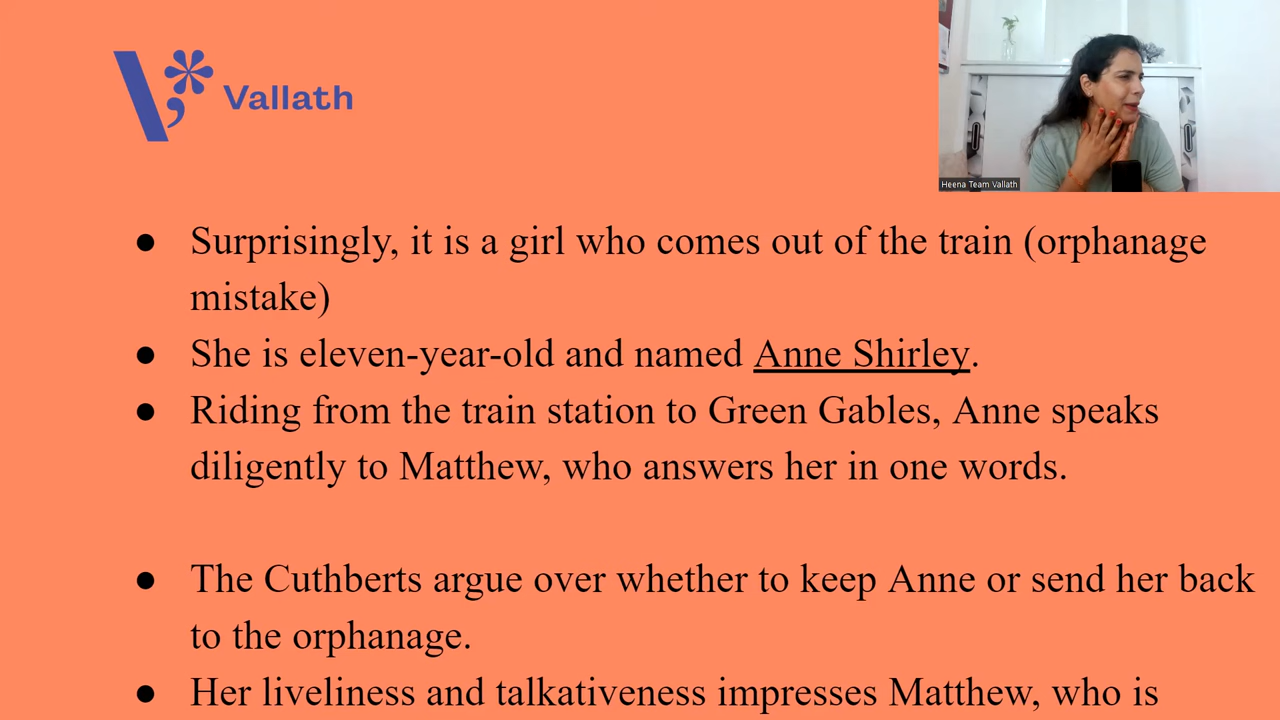 Vallath
Heena Team Vallath
● Surprisingly, it is a girl who comes out of the train (orphanage
mistake)
● She is eleven-year-old and named Anne Shirley.
● Riding from the train station to Green Gables, Anne speaks
diligently to Matthew, who answers her in one words.
● The Cuthberts argue over whether to keep Anne or send her back
to the orphanage.
● Her liveliness and talkativeness impresses Matthew, who is